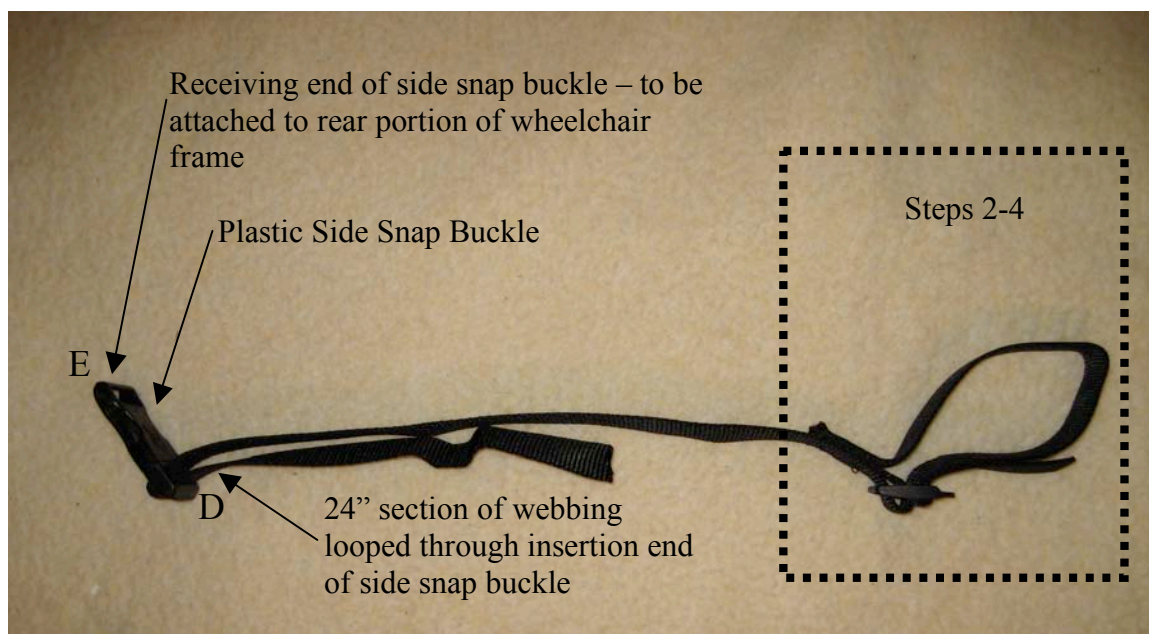 Receiving end of side snap buckle – to be
attached to rear portion of wheelchair
frame
Steps 2-4
Plastic Side Snap Buckle
E
D
24” section of webbing
looped through insertion end
of side snap buckle